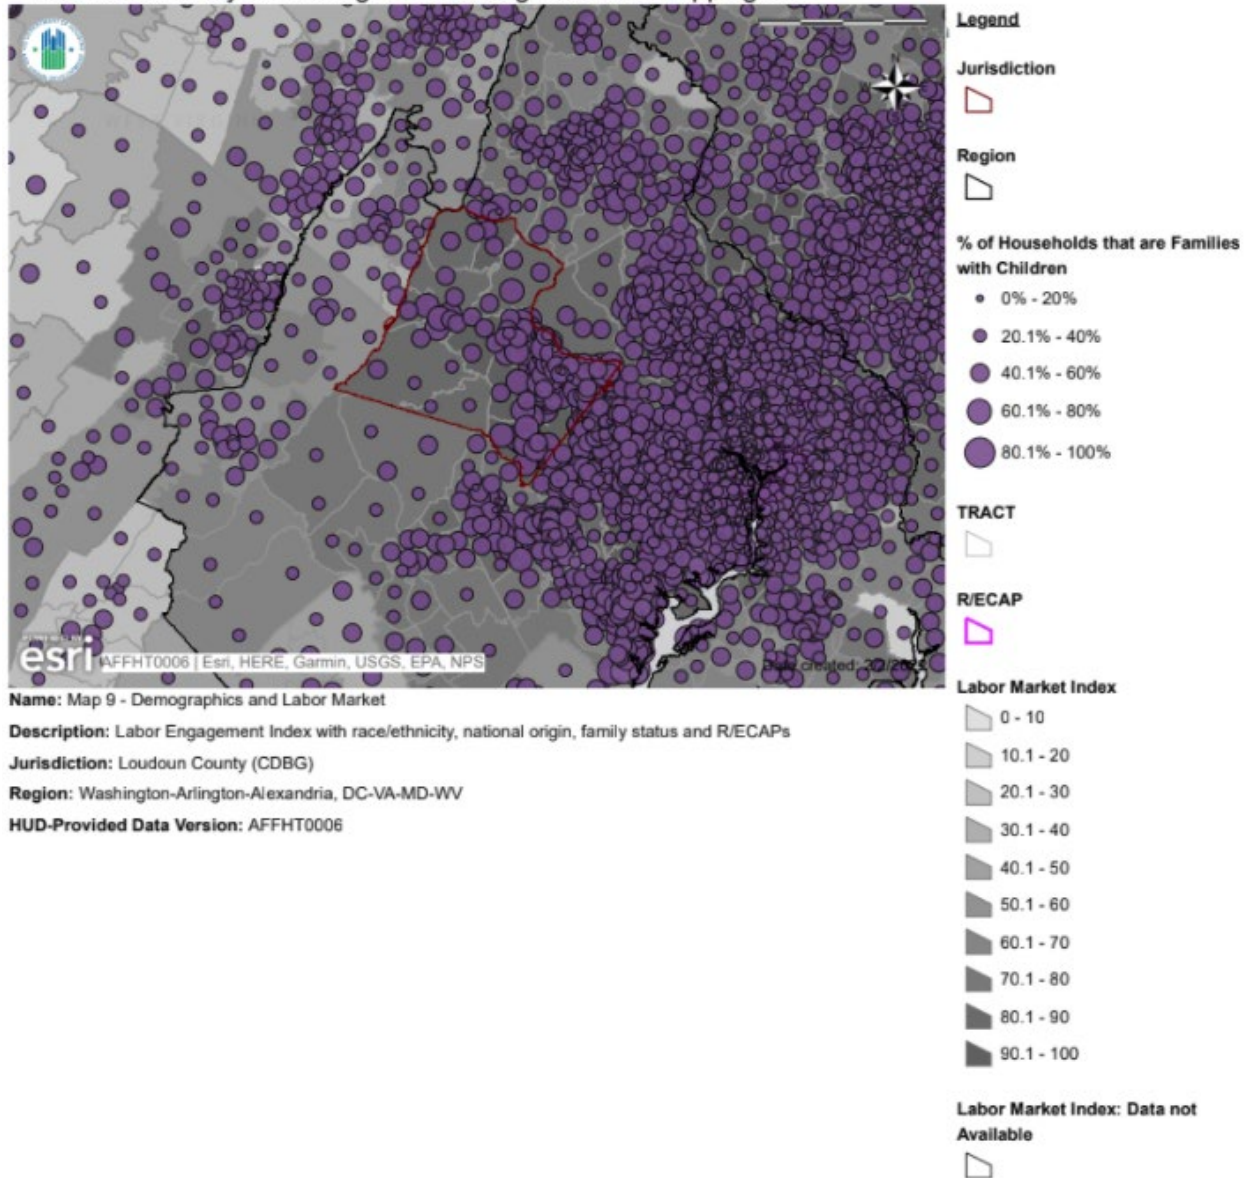 Legend
Jurisdiction
Region
% of Households that are Families
with Children
0% - 20%
20.1% - 40%
40.1% - 60%
60.1% - 80%
80.1% - 100%
TRACT
R/ECAP
Labor Market Index
0 - 10
10.1 - 20
20.1 - 30
30.1 - 40
40.1 - 50
50.1 - 60
60.1 - 70
70.1 - 80
80.1 - 90
90.1 - 100
Labor Market Index: Data not
Available
POWERED BY
esri
AFFHT0006 | Esri, HERE, Garmin, USGS, EPA, NPS
Date created:
Name: Map 9 - Demographics and Labor Market
Description: Labor Engagement Index with race/ethnicity, national origin, family status and R/ECAPs
Jurisdiction: Loudoun County (CDBG)
Region: Washington-Arlington-Alexandria, DC-VA-MD-WV
HUD-Provided Data Version: AFFHT0006